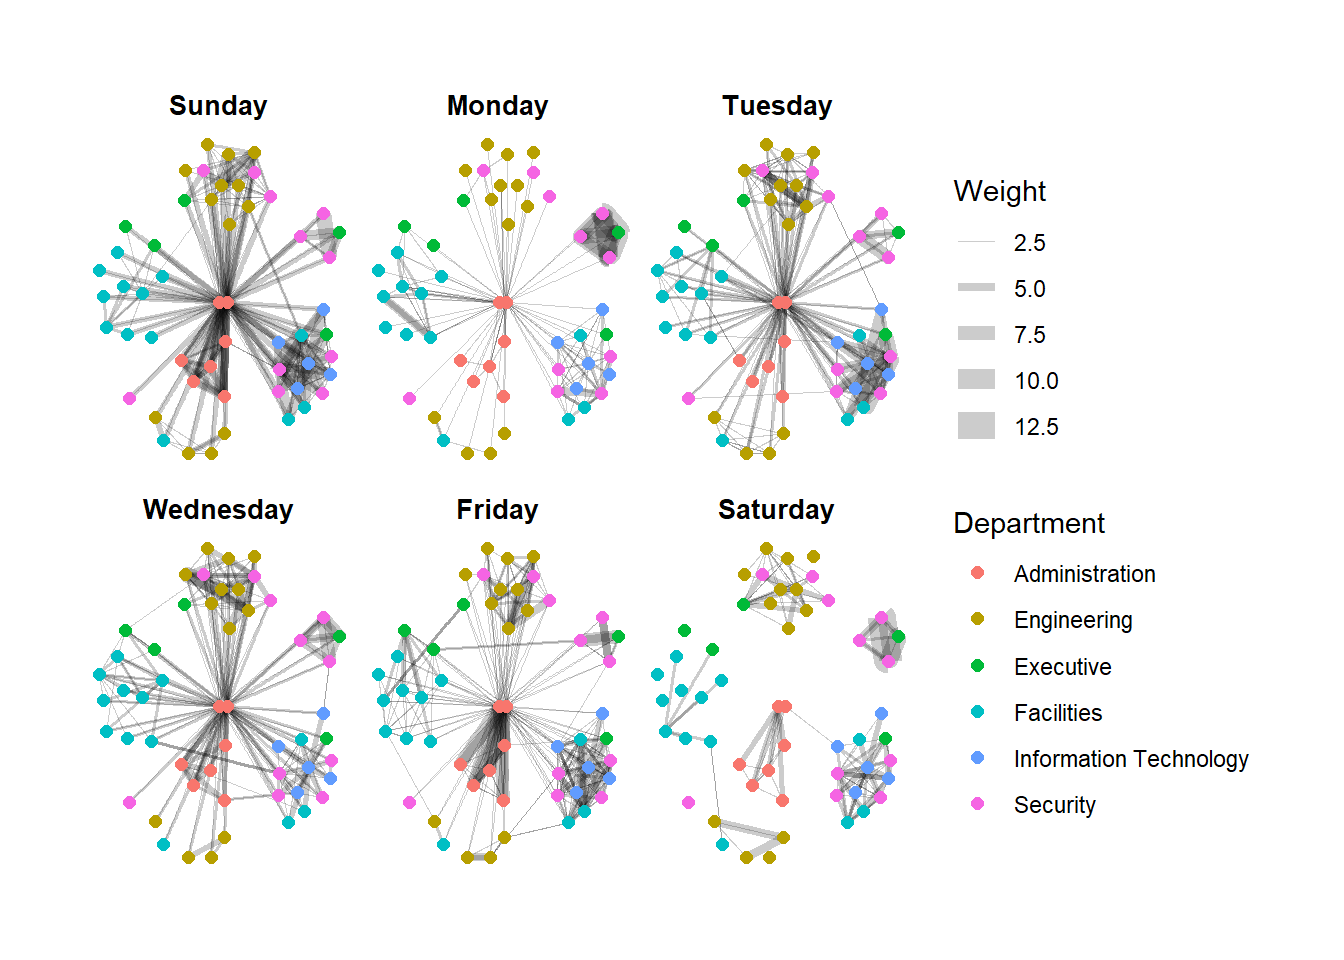 Sunday
Monday
Tuesday
Wednesday
Friday
Saturday
Weight
2.5
5.0
7.5
10.0
12.5
Department
Administration
Engineering
Executive
Facilities
Information Technology
Security